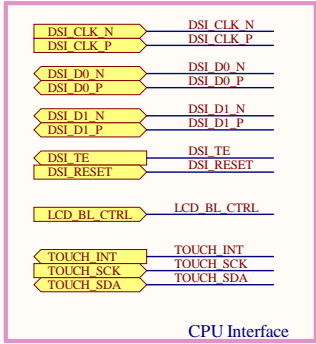 DSI_CLK_N DSI_CLK_N
DSI_CLK_P DSI_CLK_P
DSI_D0_N DSI_D0_N
DSI_D0_P DSI_D0_P
DSI_D1_N DSI_D1_N
DSI_D1_P DSI_D1_P
DSI_TE DSI_TE
DSI_RESET DSI_RESET
LCD_BL_CTRL LCD_BL_CTRL
TOUCH_INT TOUCH_INT
TOUCH_SCK TOUCH_SCK
TOUCH_SDA TOUCH_SDA
CPU Interface